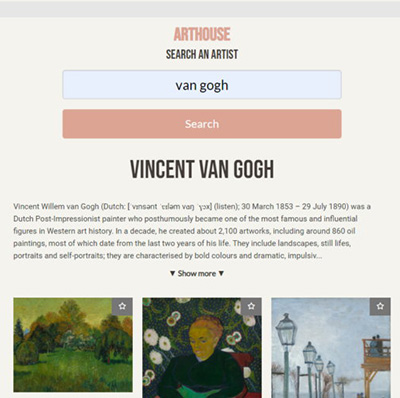 ARTHOUSE
SEARCH AN ARTIST
van gogh
Search
VINCENT VAN GOGH
Vincent Willem van Gogh (Dutch: [ˈvɪnsənt ˈʋɪləm vɑŋ ˈɣɔx] (listen); 30 March 1853 – 29 July 1890) was a
Dutch Post-Impressionist painter who posthumously became one of the most famous and influential
figures in Western art history. In a decade, he created about 2,100 artworks, including around 860 oil
paintings, most of which date from the last two years of his life. They include landscapes, still lifes,
portraits and self-portraits; they are characterised by bold colours and dramatic, impulsiv...
▼ Show more ▼